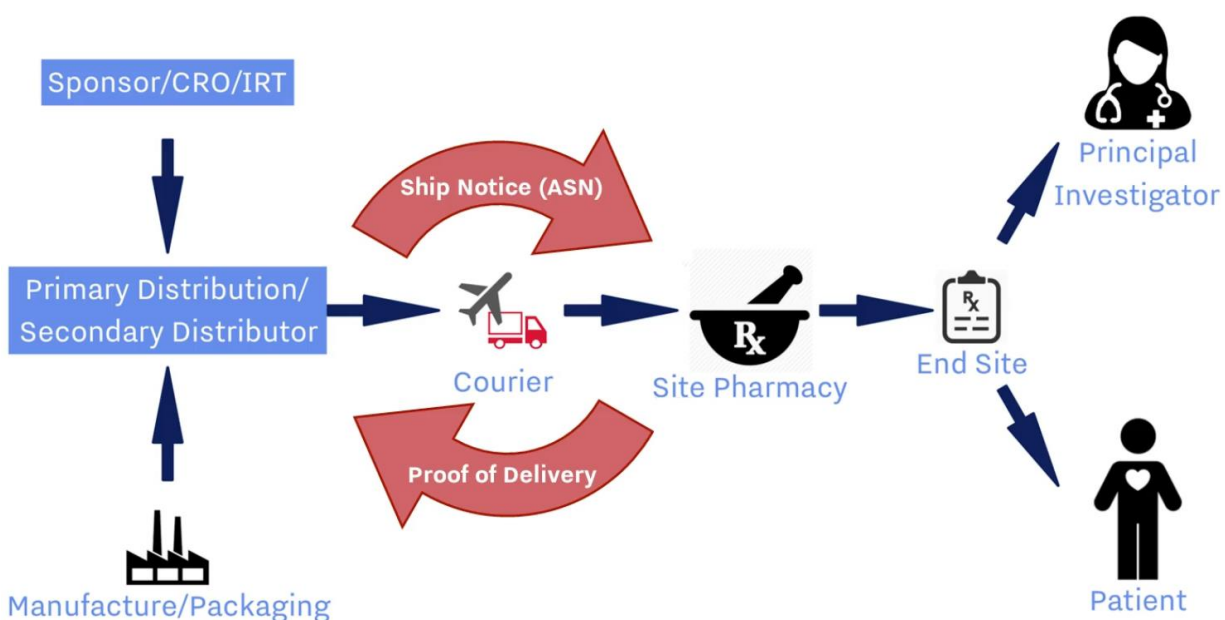 Sponsor/CRO/IRT
Ship Notice (ASN)
Principal
Investigator
Primary Distribution/
Secondary Distributor
Rx
Rx
Courier
Site Pharmacy
End Site
Proof of Delivery
Manufacture/Packaging
Patient